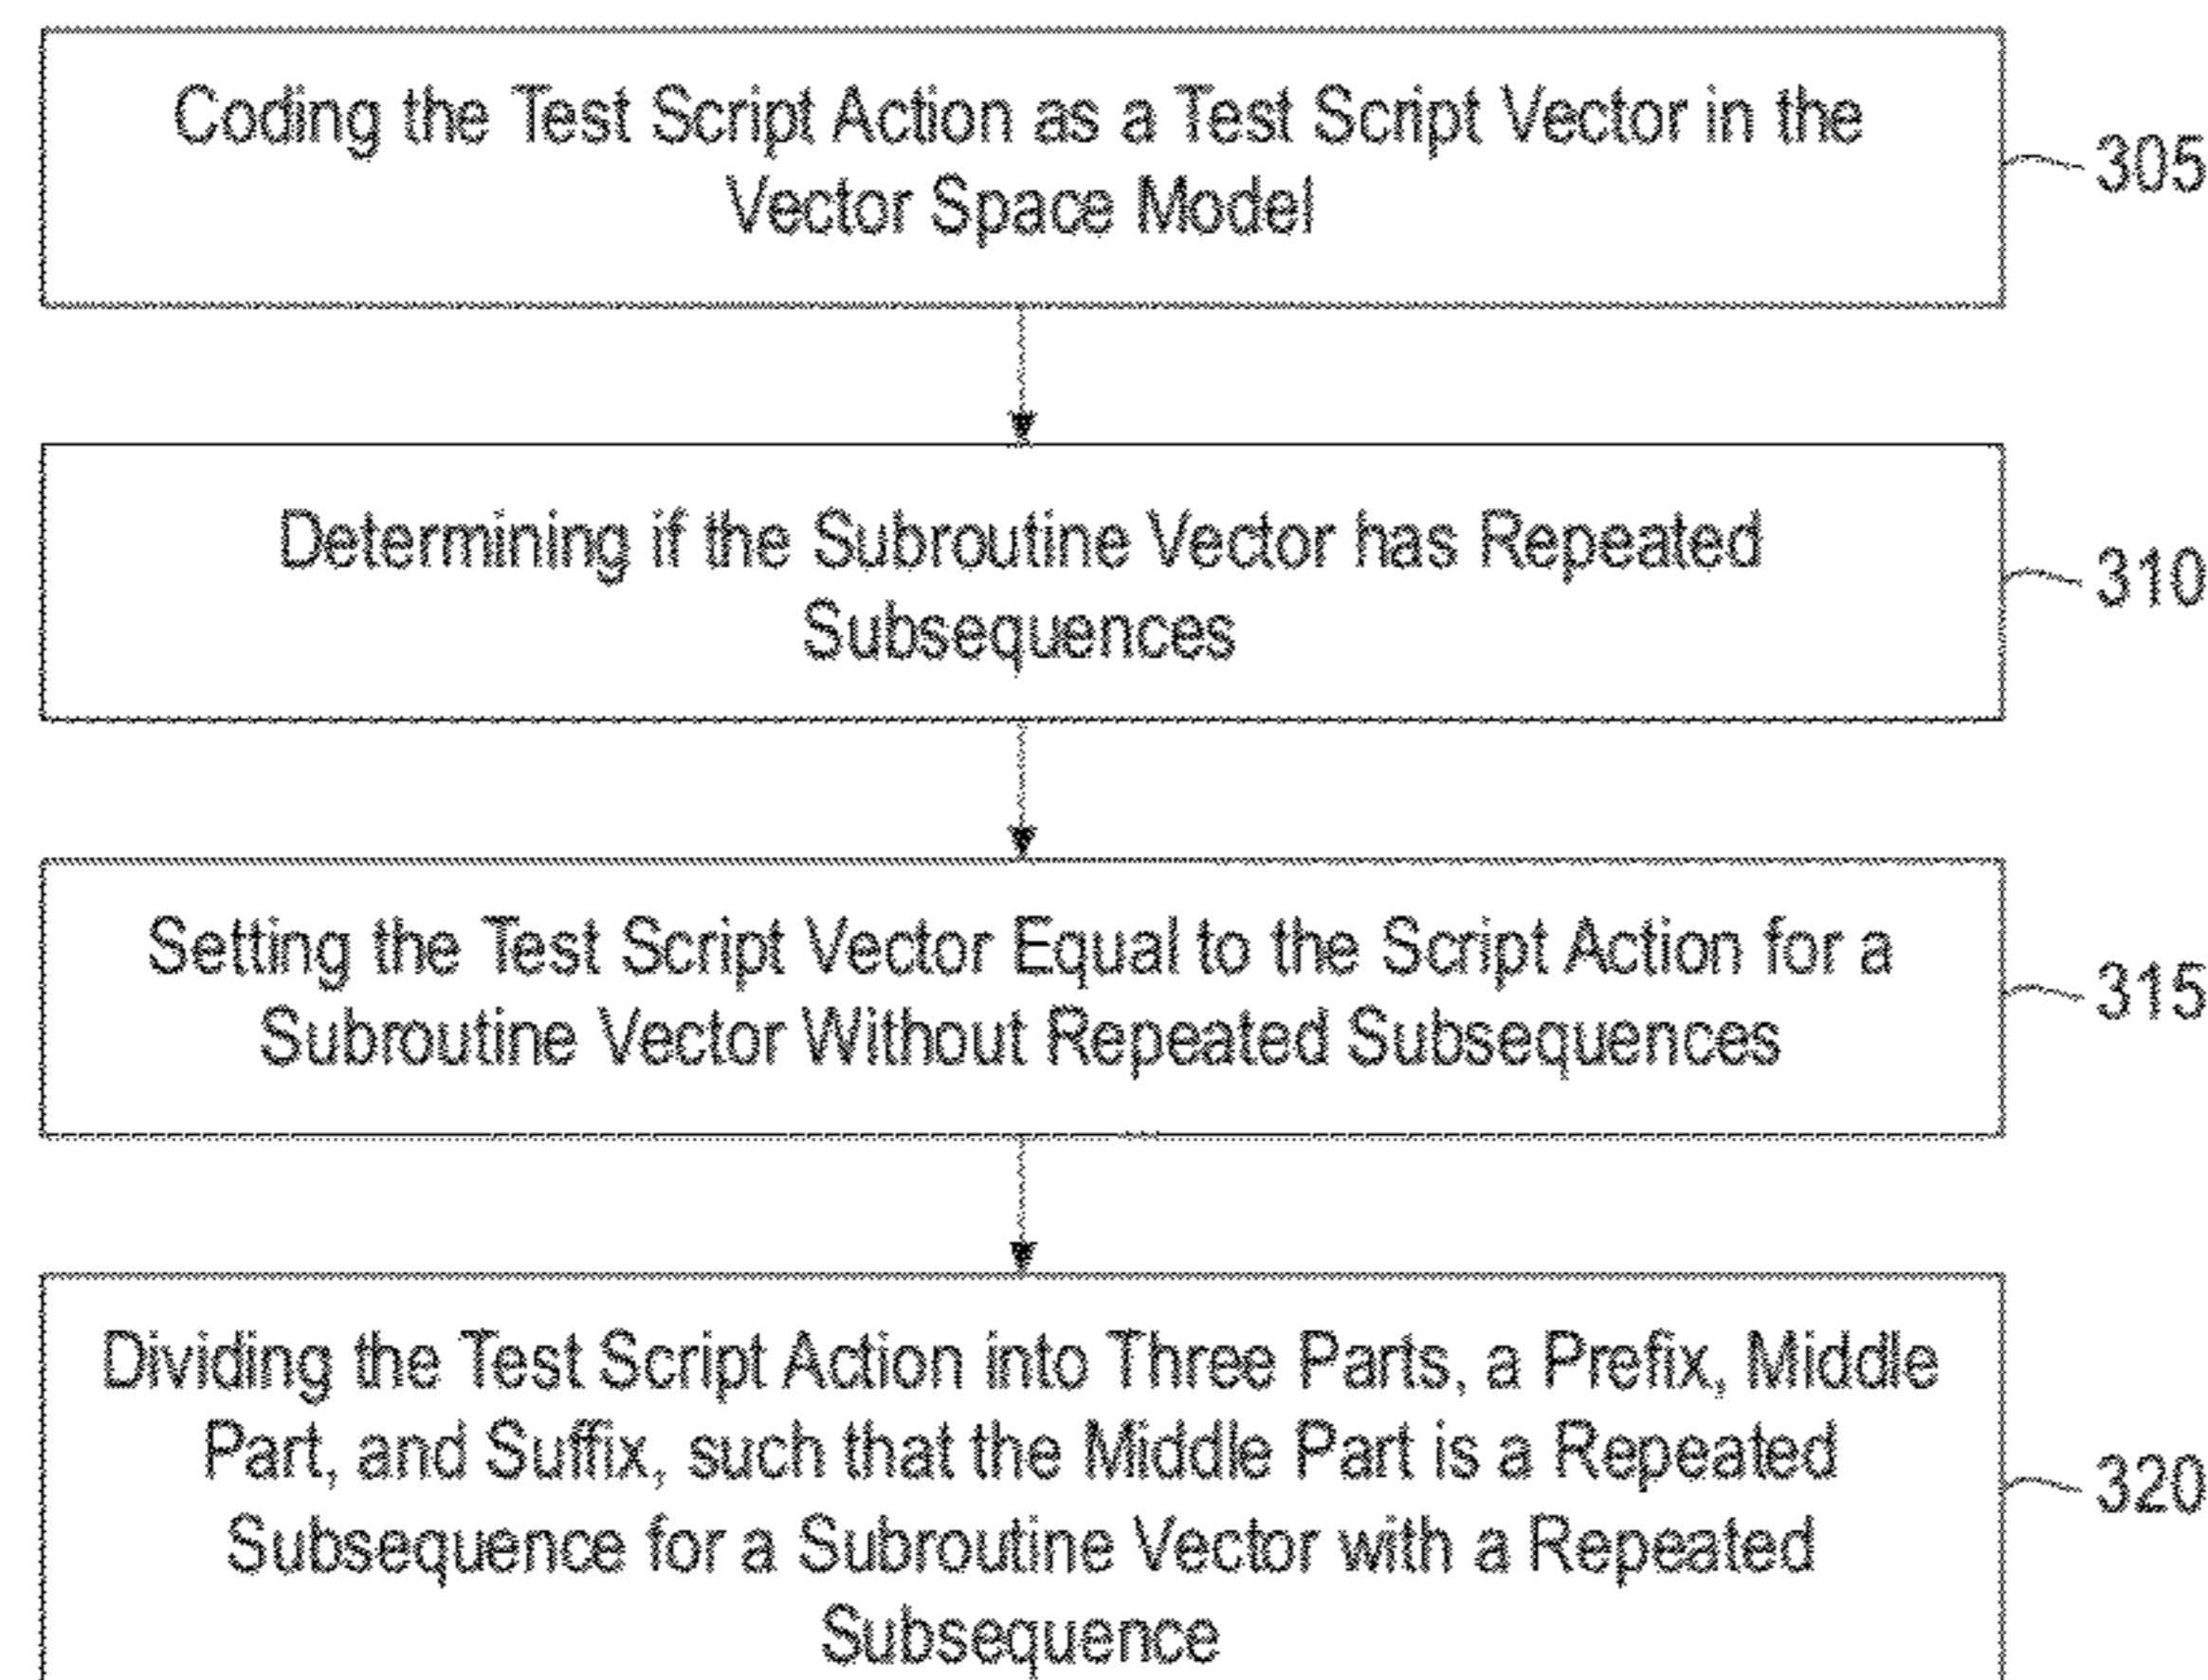 Coding the Test Script Action as a Test Script Vector in the
Vector Space Model
305
Determining if the Subroutine Vector has Repeated
Subsequences
310
Setting the Test Script Vector Equal to the Script Action for a
Subroutine Vector Without Repeated Subsequences
315
Dividing the Test Script Action into Three Parts, a Prefix, Middle
Part, and Suffix, such that the Middle Part is a Repeated
Subsequence for a Subroutine Vector with a Repeated
Subsequence
320